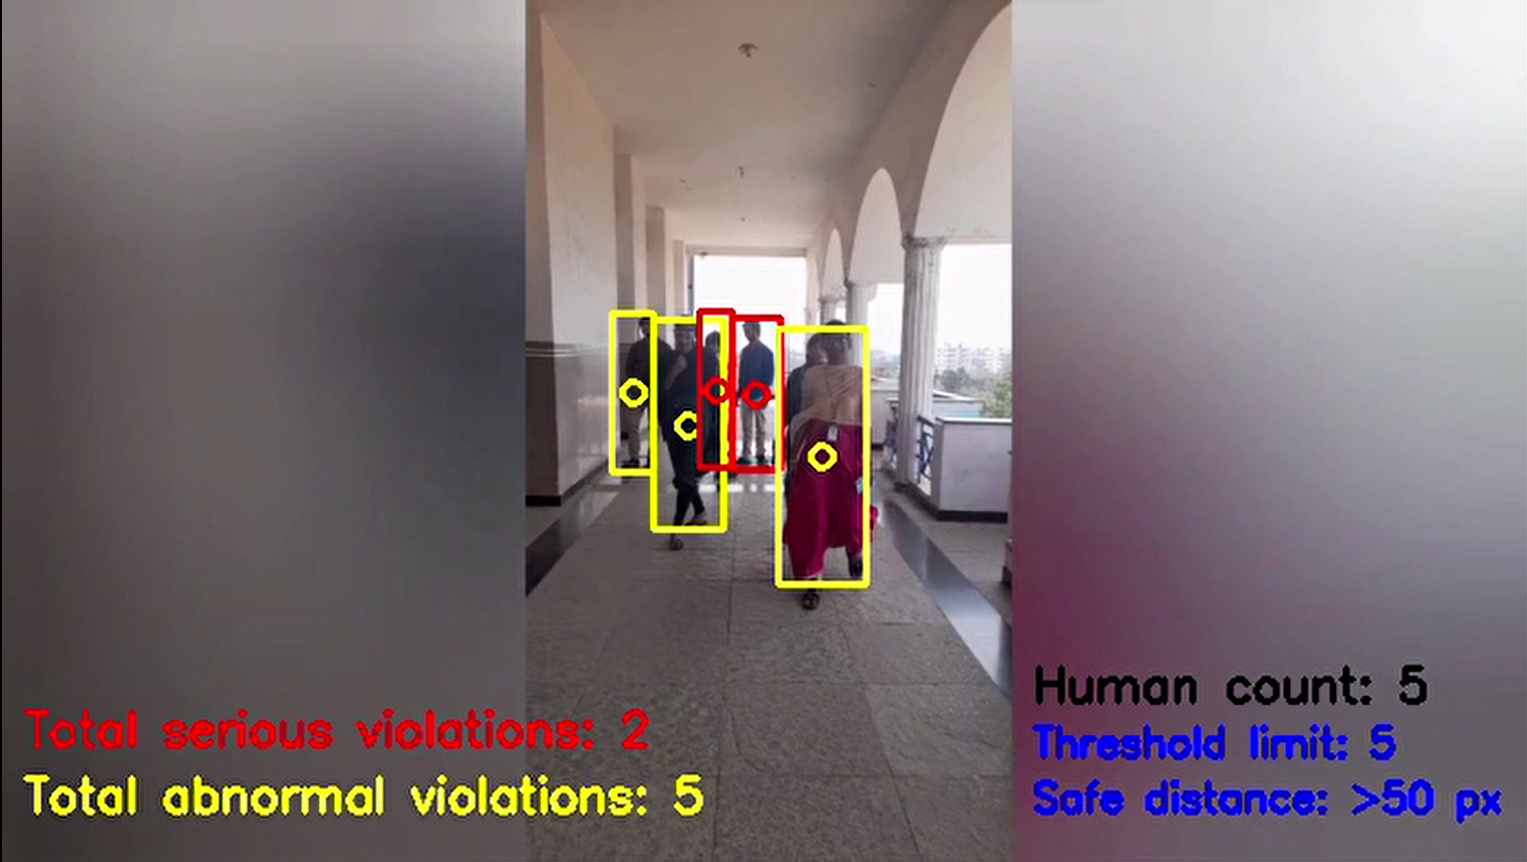 Total serious violations: 2
Total abnormal violations: 5
Human count: 5
Threshold limit: 5
Safe distance: >50 px